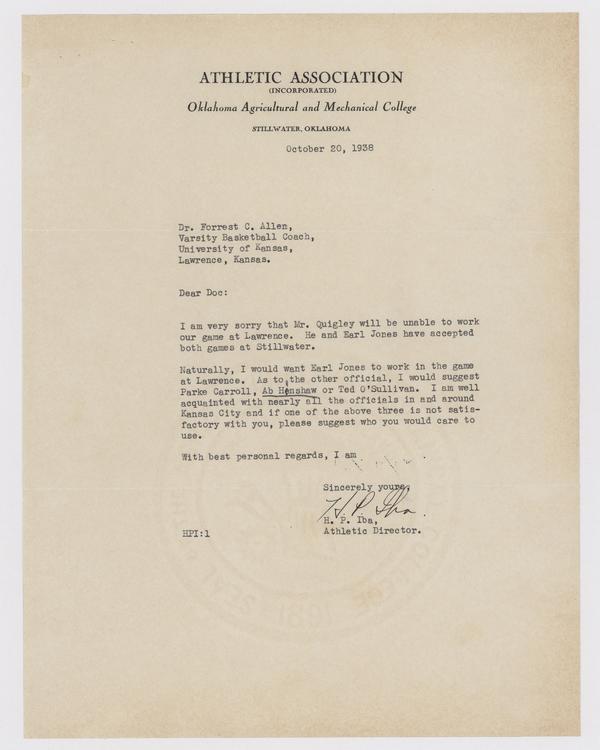 ATHLETIC ASSOCIATION
(INCORPORATED)
Oklahoma Agricultural and Mechanical College
STILLWATER, OKLAHOMA
October 20, 1938
Dr. Forrest C. Allen,
Varsity Basketball Coach,
University of Kansas,
Lawrence, Kansas.
Dear Doc:
I am very sorry that Mr. Quigley will be unable to work
our game at Lawrence.  He and Earl Jones have accepted
both games at Stillwater.
Naturally, I would want Earl Jones to work in the game
at Lawrence.  As to the other official, I would suggest
Parke Carroll, Ab Henshaw or Ted O'Sullivan.  I am well
acquainted with nearly all the officials in and around
Kansas City and if one of the above three is not satis-
factory with you, please suggest who you would care to
use.
With best personal regards, I am
Sincerely yours,
H. P. Iba.
H. P. Iba,
HPI:l Athletic Director.
COLLEGE
SEAL
1891